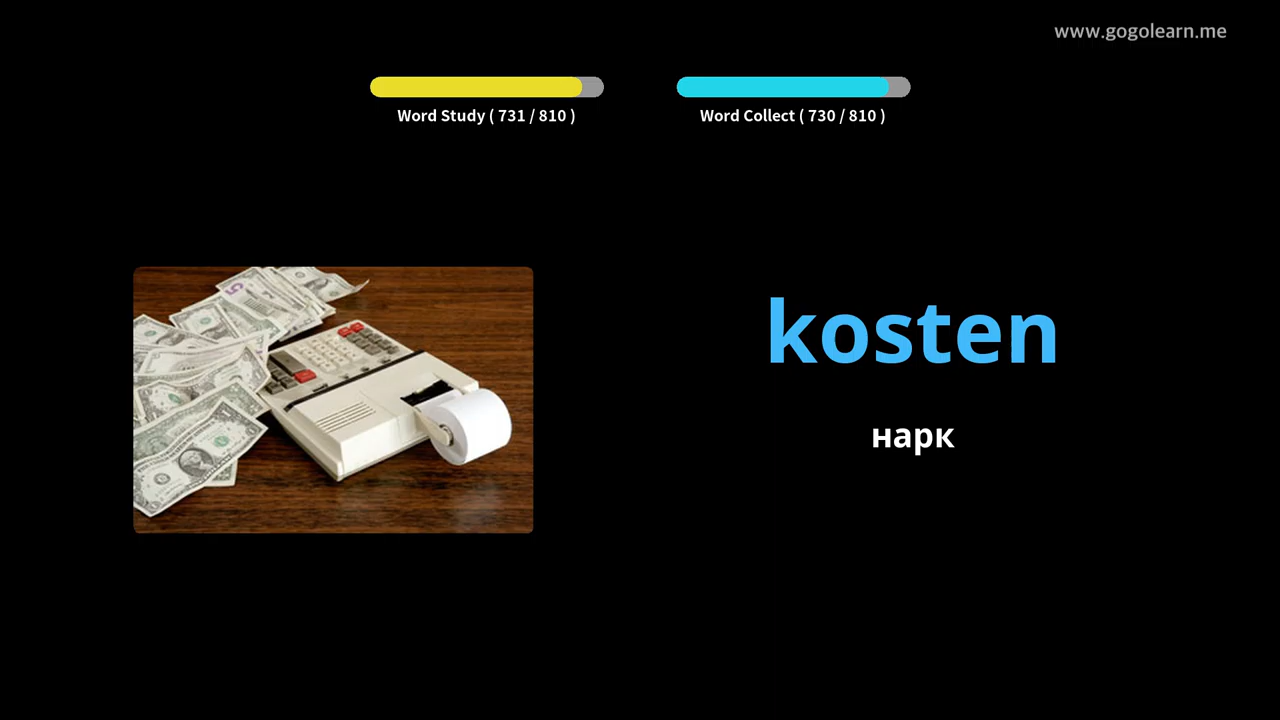 www.gogolearn.me
Word Study ( 731 / 810 )
Word Collect ( 730 / 810 )
kosten
нарк